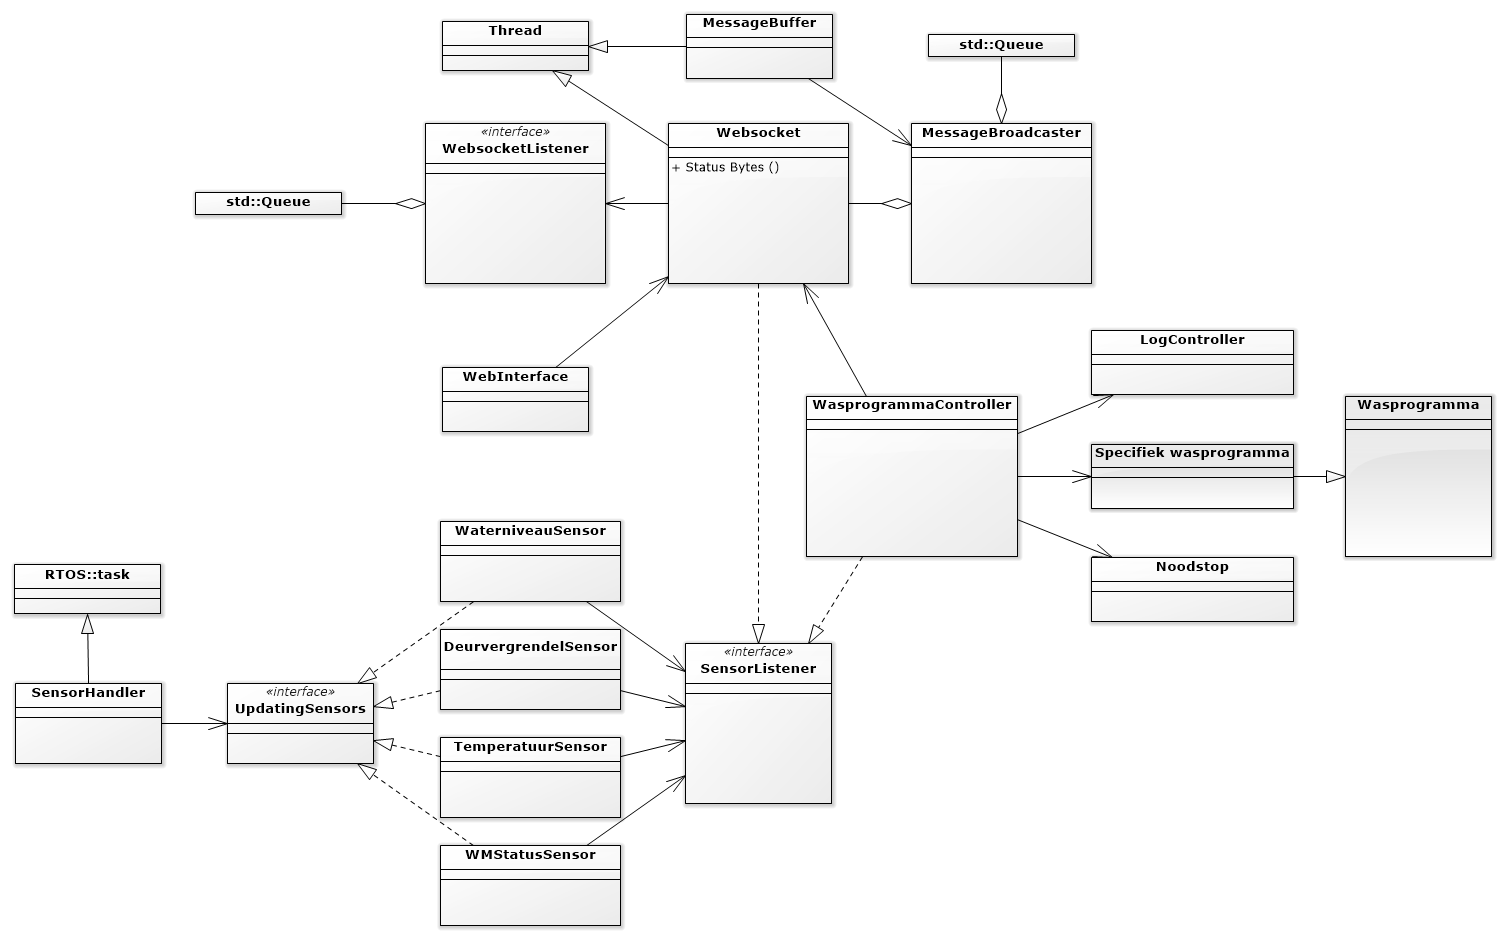 Thread
MessageBuffer
std::Queue
«interface»
WebsocketListener
Websocket
+ Status Bytes ()
MessageBroadcaster
std::Queue
WebInterface
LogController
WasprogrammaController
Wasprogramma
Specifiek wasprogramma
Noodstop
WaterniveauSensor
RTOS::task
DeurvergrendelSensor
«interface»
SensorListener
SensorHandler
«interface»
UpdatingSensors
TemperatuurSensor
WMStatusSensor